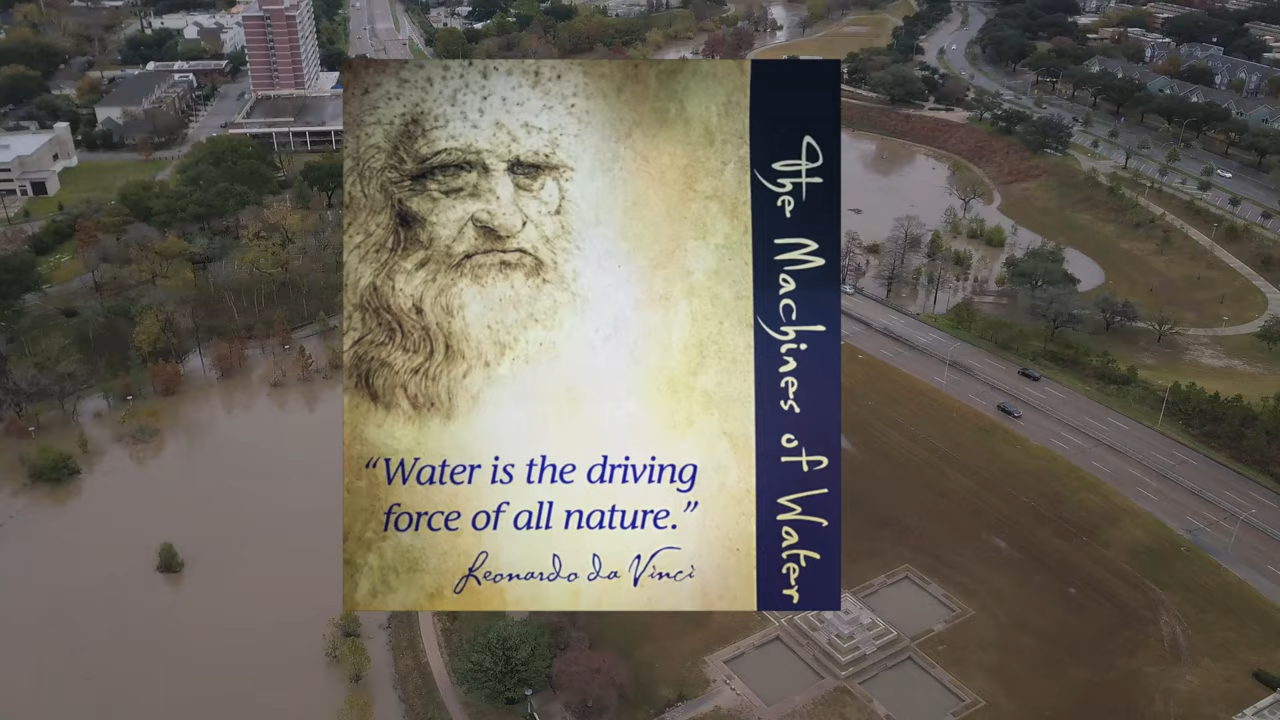 “Water is the driving
force of all nature.”
Leonardo da Vinci
The Machines of Water